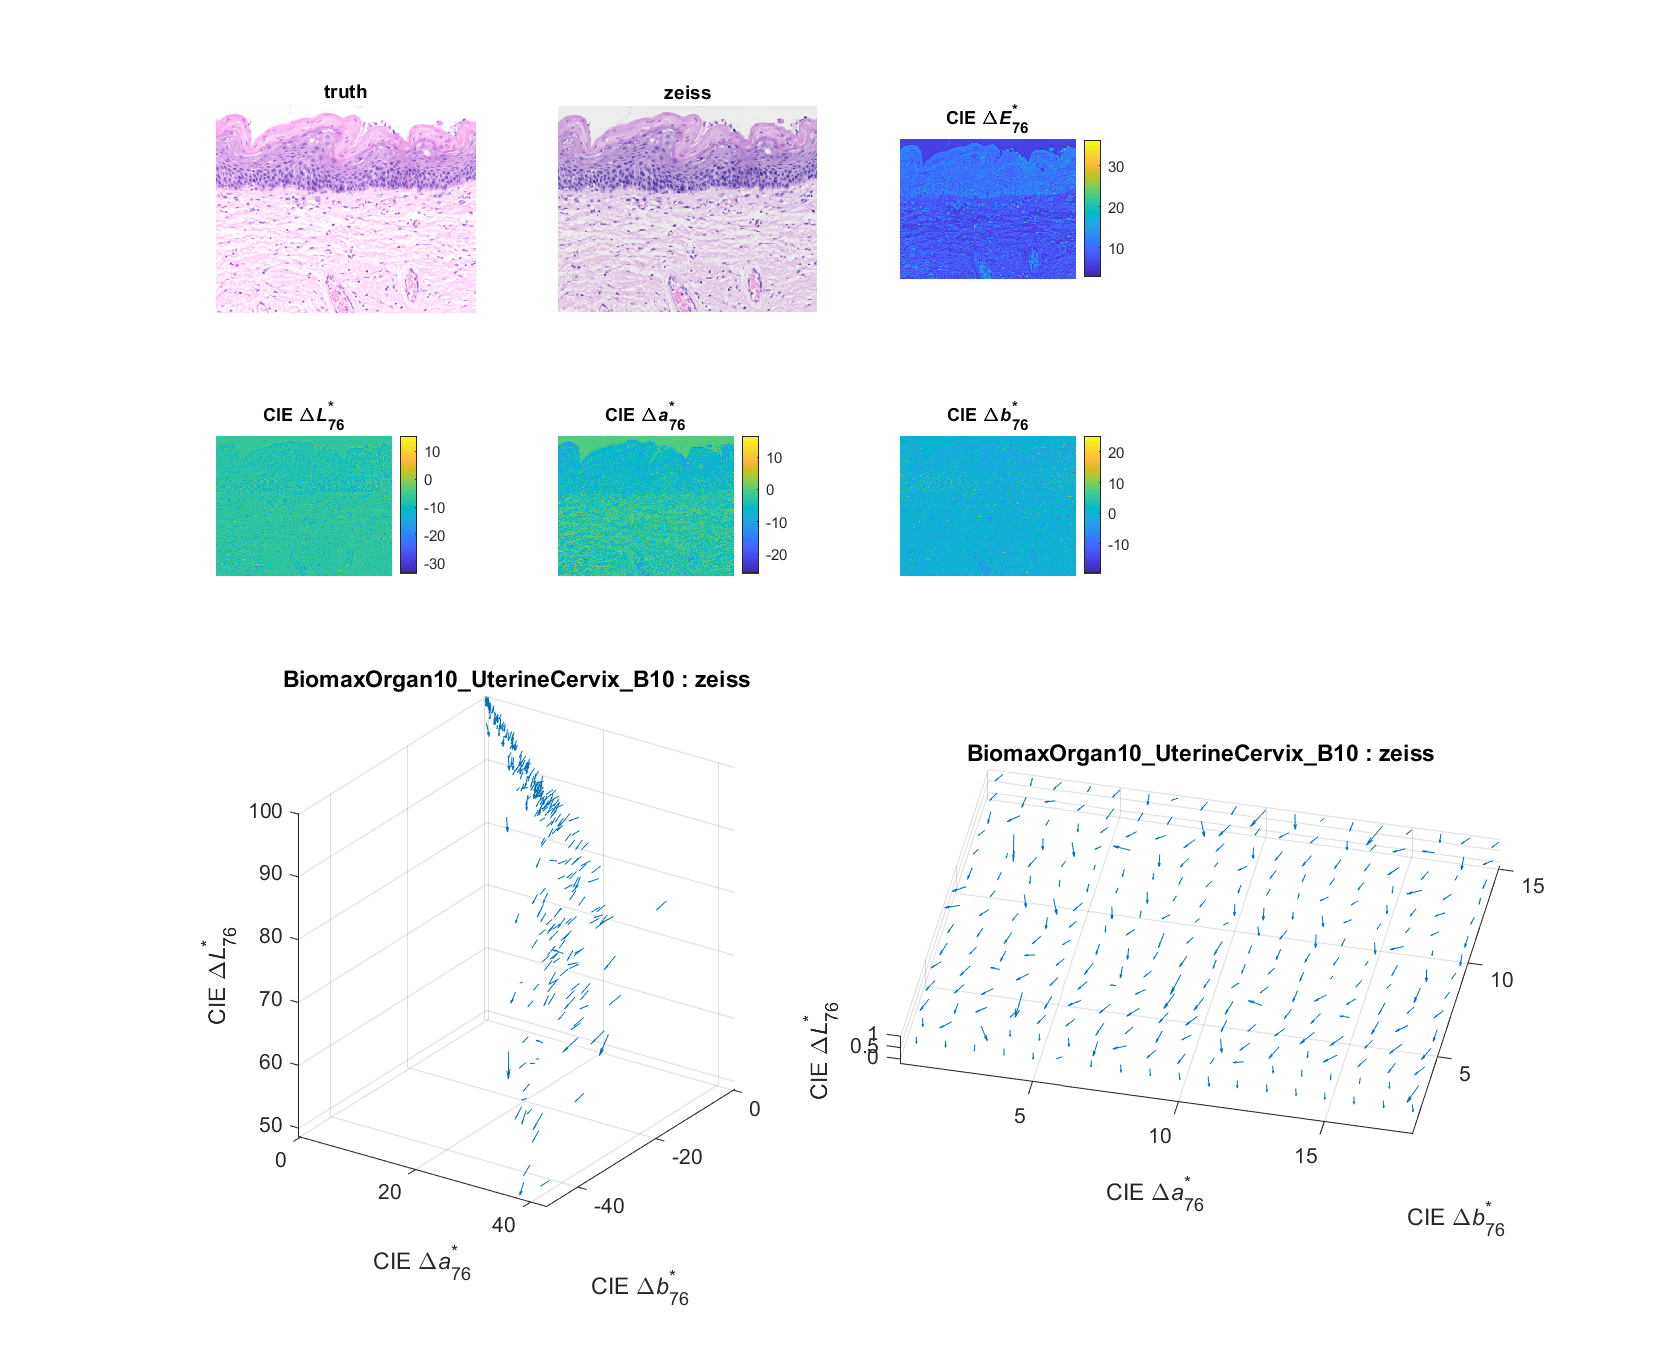 truth
zeiss
CIE ΔE*76
30
20
10
CIE ΔL*76
10
0
-10
-20
-30
CIE Δa*76
10
0
-10
-20
CIE Δb*76
20
10
0
-10
BiomaxOrgan10_UterineCervix_B10 : zeiss
100
90
80
70
60
50
CIE ΔL*76
0
20
40
CIE Δa*76
0
-20
-40
CIE Δb*76
BiomaxOrgan10_UterineCervix_B10 : zeiss
15
10
5
1
0.5
0
CIE ΔL*76
5
10
15
CIE Δa*76
CIE Δb*76